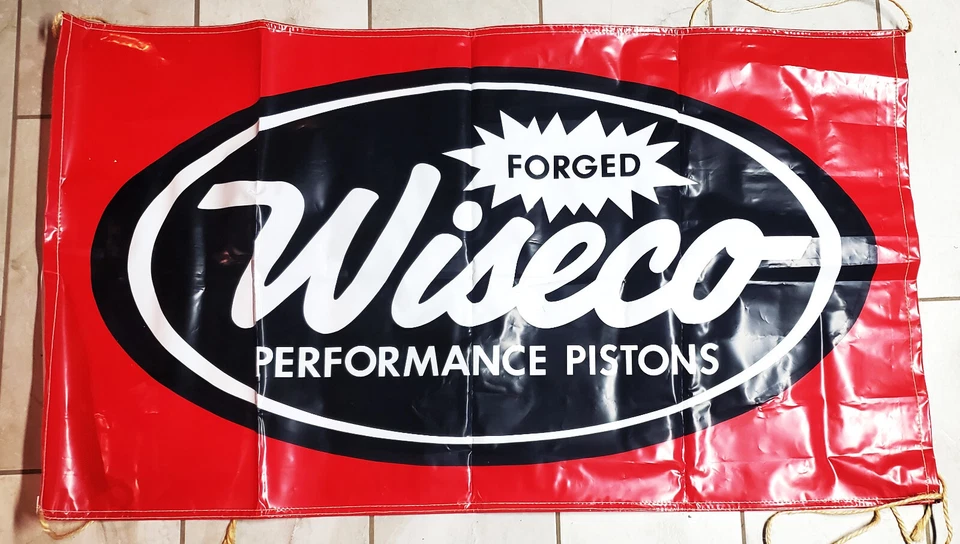 FORGED
Wiseco
PERFORMANCE PISTONS